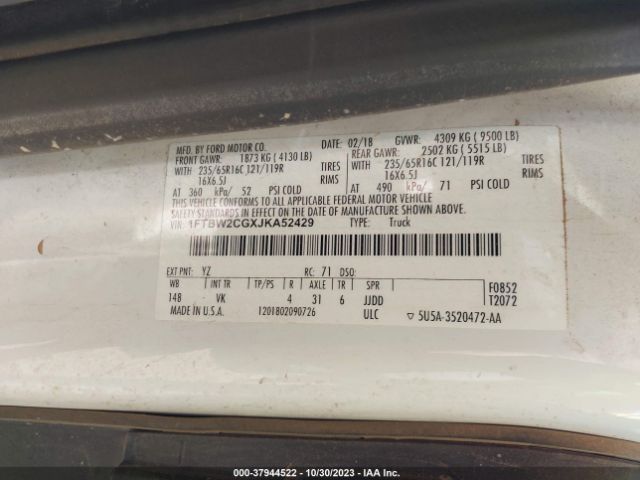 MFD. BY FORD MOTOR CO.
DATE: 02/18 GVWR: 4309 KG ( 9500 LB)
FRONT GAWR: 1873 KG ( 4130 LB) REAR GAWR: 2502 KG ( 5515 LB)
WITH 235/65R16C 121/119R TIRES WITH 235/65R16C 121/119R TIRES
16X6.5J RIMS 16X6.5J RIMS
AT 360 kPa/ 52 PSI COLD AT 490 kPa/ 71 PSI COLD
THIS VEHICLE CONFORMS TO ALL APPLICABLE FEDERAL MOTOR VEHICLE
SAFETY STANDARDS IN EFFECT ON THE DATE OF MANUFACTURE SHOWN ABOVE.
VIN: 1FTBW2CGXJKA52429 TYPE: Truck
EXT PNT: YZ RC: 71 DSO:
WB INT TR TP/PS R AXLE TR SPR F0852
148 VK 4 31 6 JJDD T2072
MADE IN U.S.A. 1201802090726 ULC ▽ 5U5A-3520472-AA
000-37944522 - 10/30/2023 - IAA Inc.